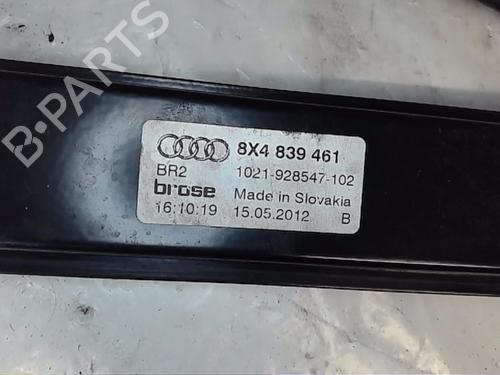 B-PARTS
8X4 839 461
BR2 1021-928547-102
brose Made in Slovakia
16:10:19 15.05.2012 B